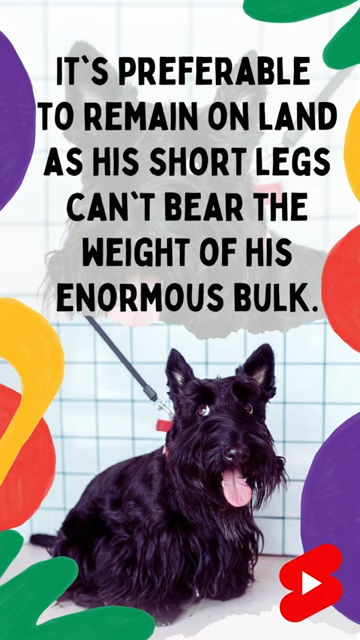 IT`S PREFERABLE
TO REMAIN ON LAND
AS HIS SHORT LEGS
CAN`T BEAR THE
WEIGHT OF HIS
ENORMOUS BULK.